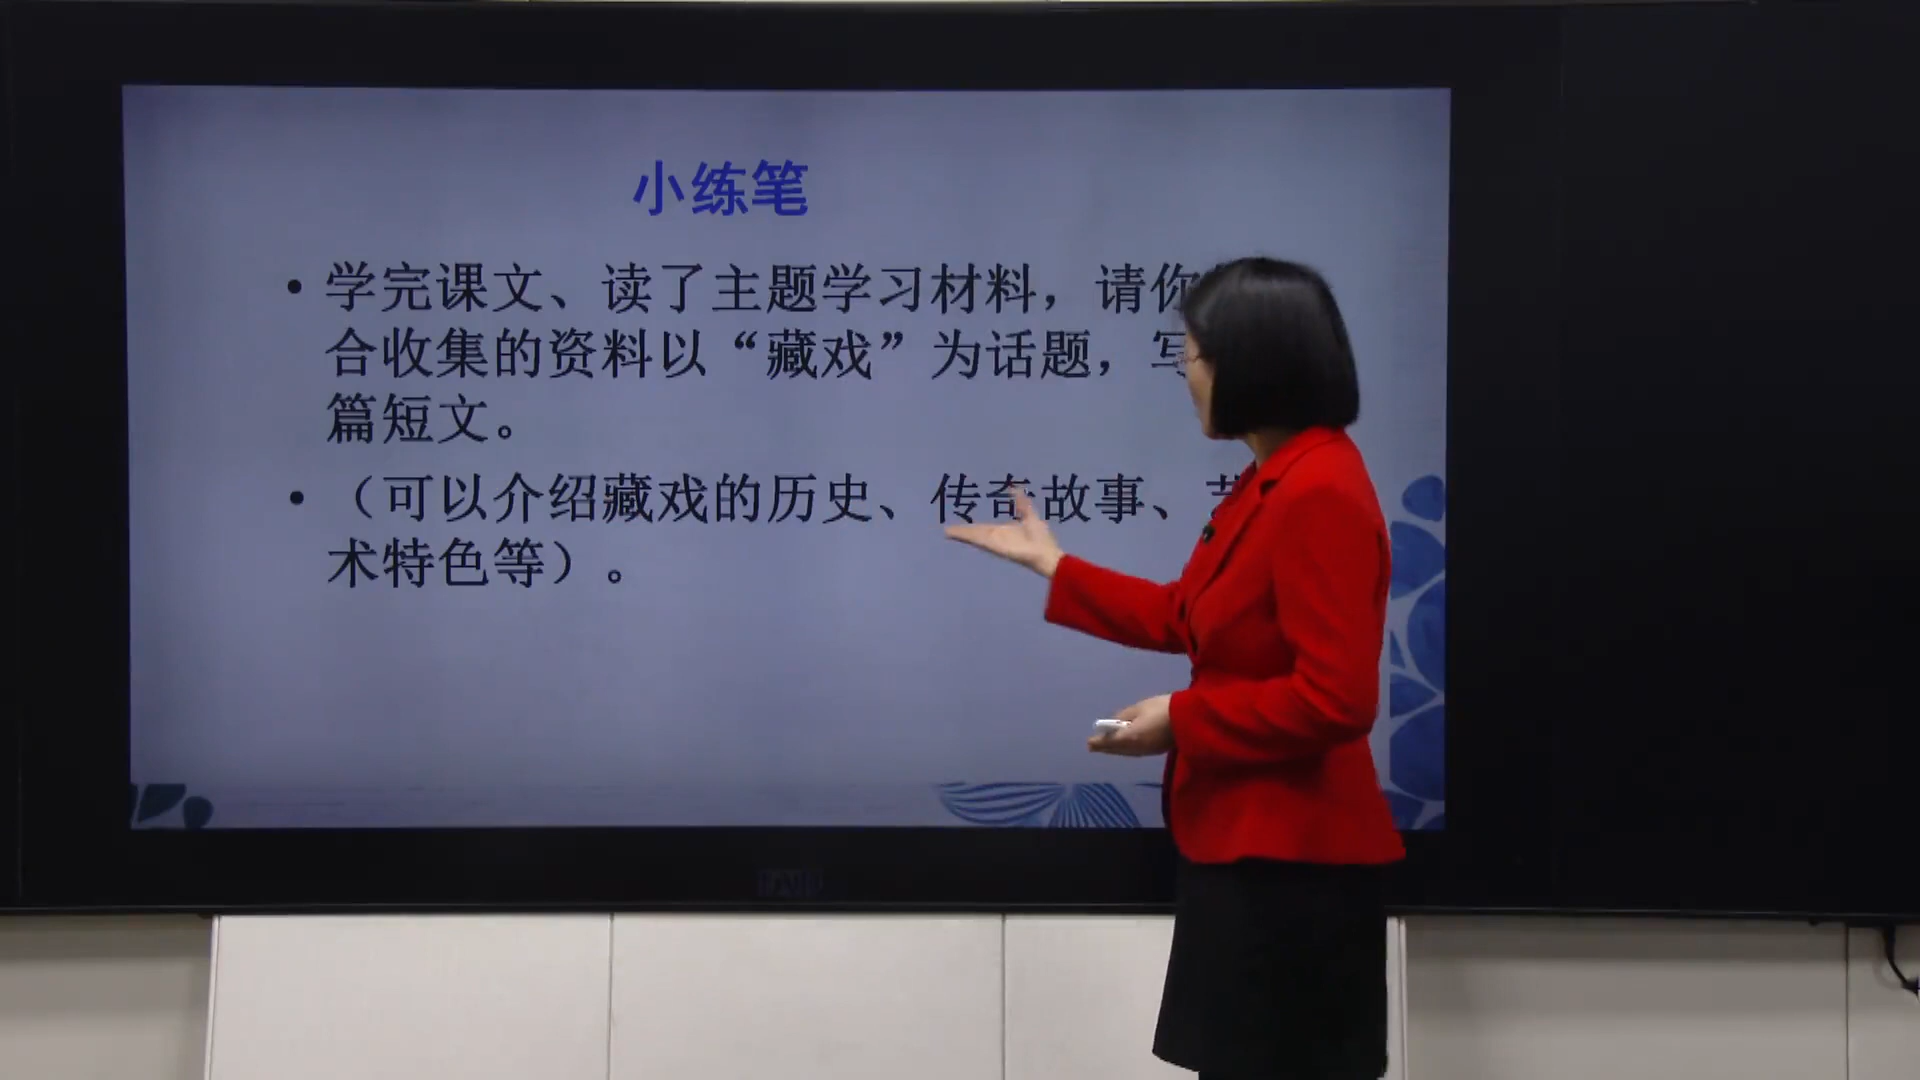 小练笔
• 学完课文、读了主题学习材料，请你
合收集的资料以“藏戏”为话题，写
篇短文。
• （可以介绍藏戏的历史、传奇故事、艺
术特色等）。